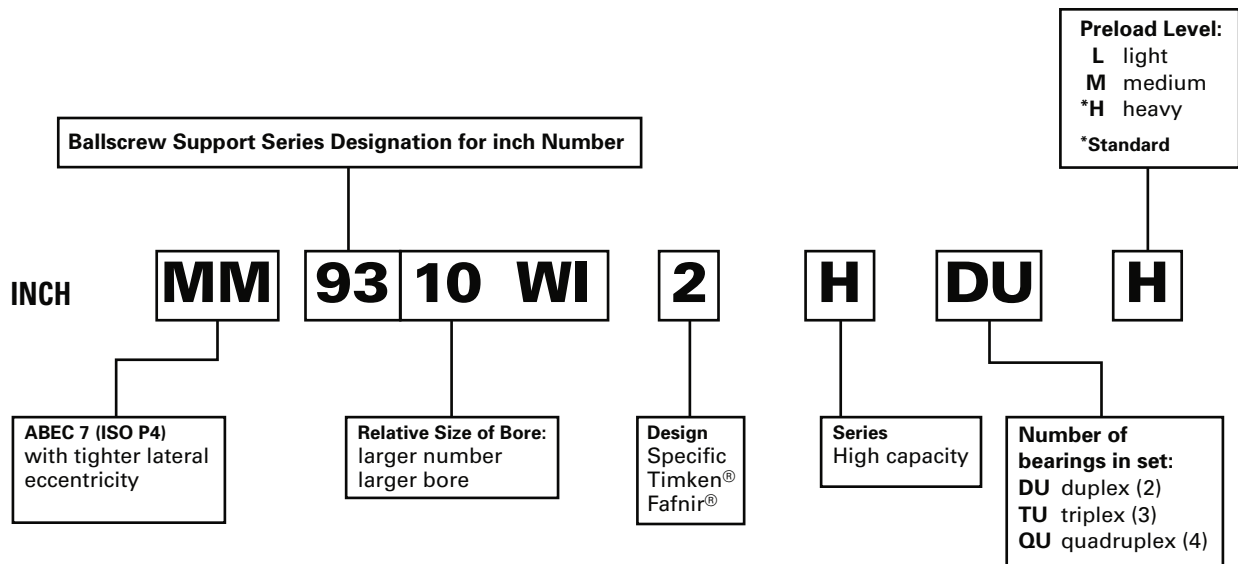 Preload Level:
L light
M medium
*H heavy
*Standard
Ballscrew Support Series Designation for inch Number
INCH MM 93 10 WI 2 H DU H
ABEC 7 (ISO P4)
with tighter lateral
eccentricity
Relative Size of Bore:
larger number
larger bore
Design
Specific
Timken®
Fafnir®
Series
High capacity
Number of
bearings in set:
DU duplex (2)
TU triplex (3)
QU quadruplex (4)